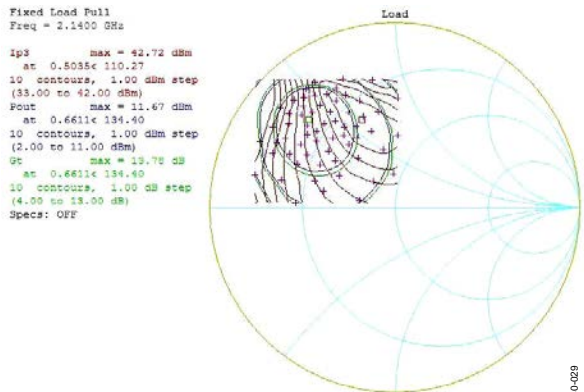 Fixed Load Pull
Freq = 2.1400 GHz
Ip3 max = 42.72 dBm
at 0.5035< 110.27
10 contours, 1.00 dBm step
(33.00 to 42.00 dBm)
Pout max = 11.67 dBm
at 0.6611< 134.40
10 contours, 1.00 dBm step
(2.00 to 11.00 dBm)
Gt max = 13.78 dB
at 0.6611< 134.40
10 contours, 1.00 dB step
(4.00 to 13.00 dB)
Specs: OFF
Load
0-029